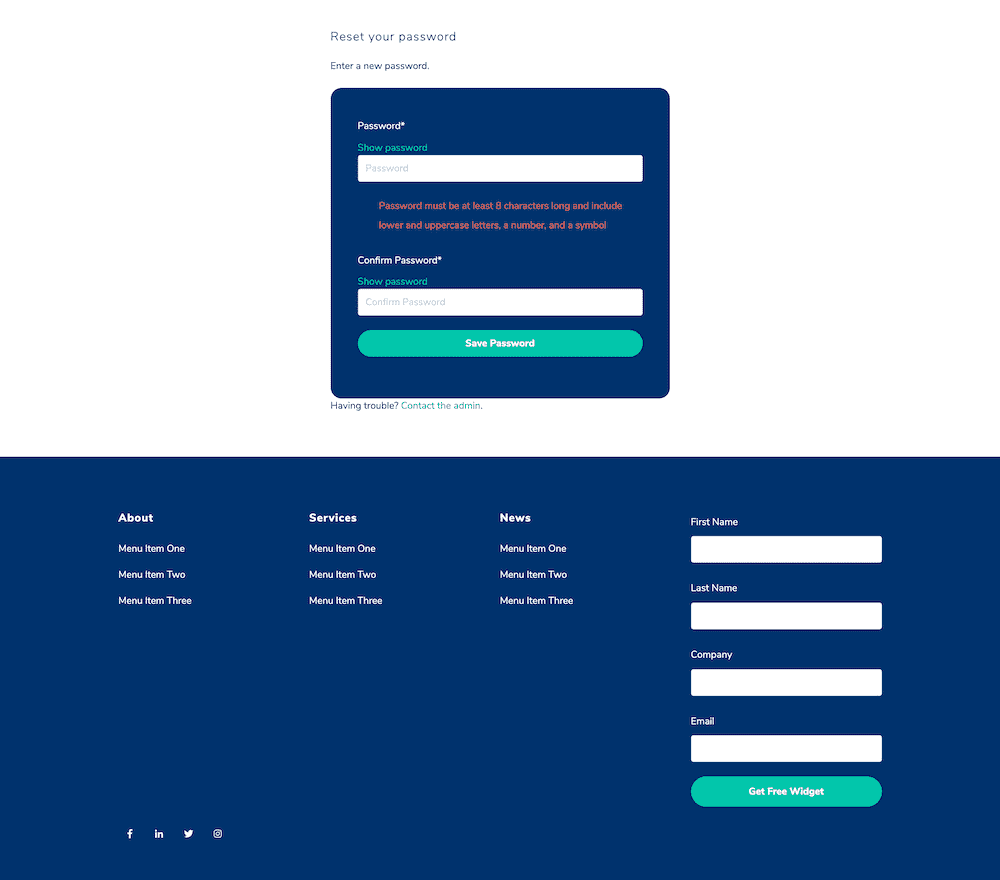 Reset your password
Enter a new password.
Password*
Show password
Password
Password must be at least 8 characters long and include
lower and uppercase letters, a number, and a symbol
Confirm Password*
Show password
Confirm Password
Save Password
Having trouble? Contact the admin.
About
Menu Item One
Menu Item Two
Menu Item Three
Services
Menu Item One
Menu Item Two
Menu Item Three
News
Menu Item One
Menu Item Two
Menu Item Three
First Name
Last Name
Company
Email
Get Free Widget